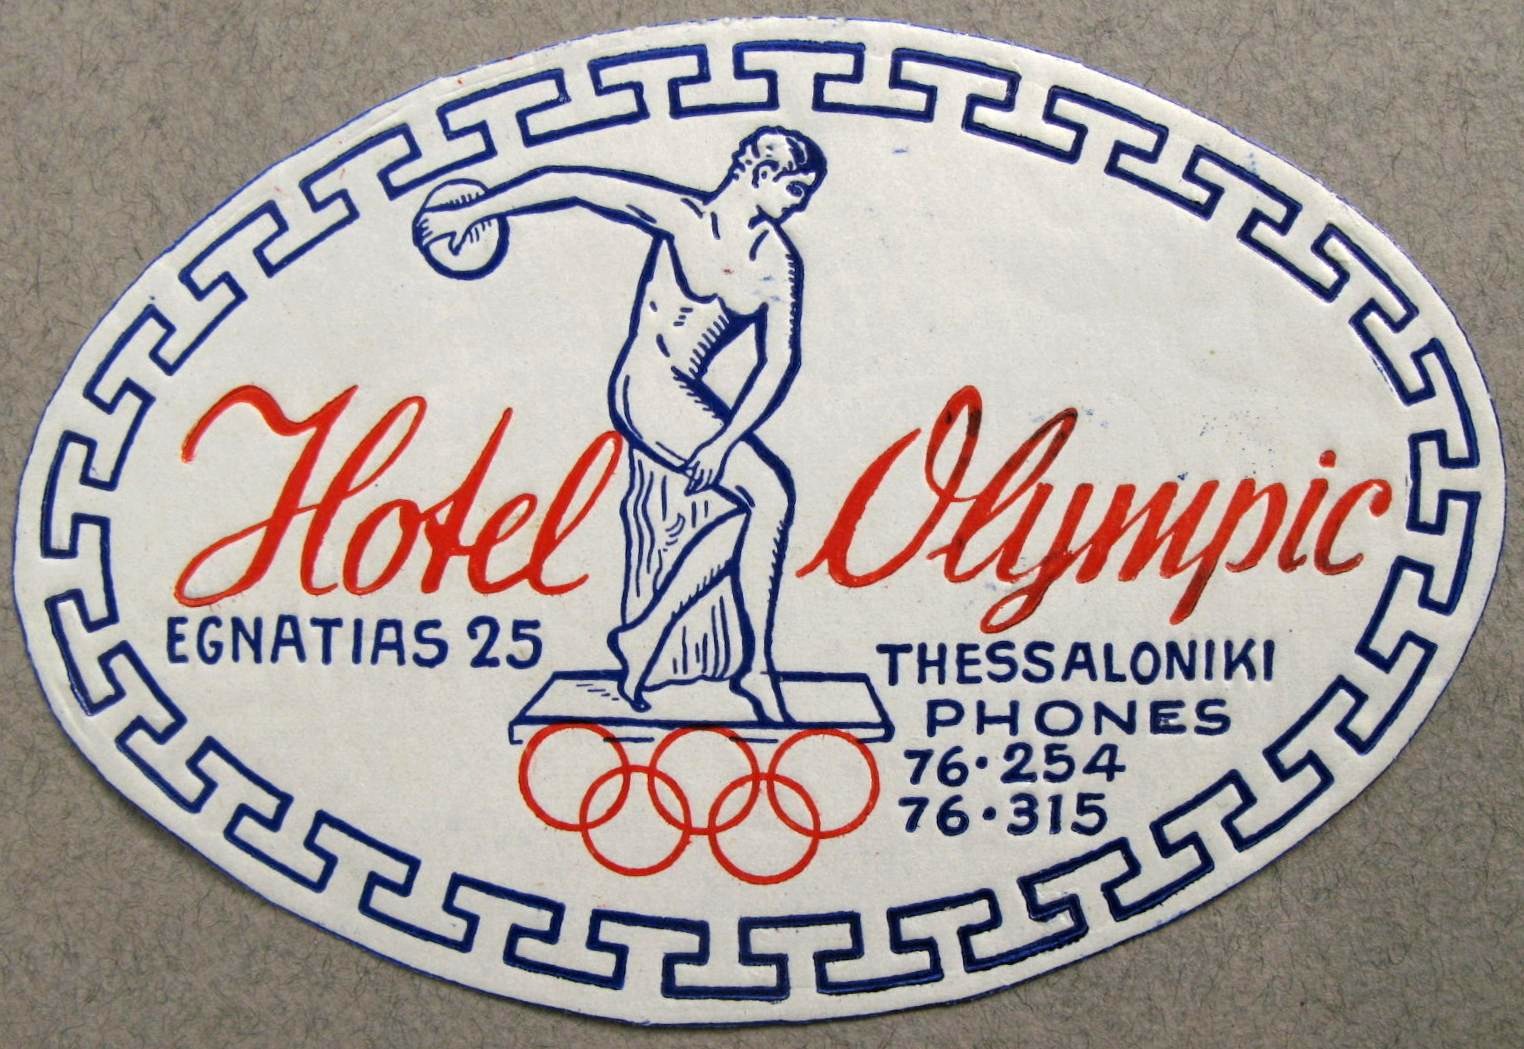 Hotel Olympic
EGNATIAS 25
THESSALONIKI
PHONES
76·254
76·315